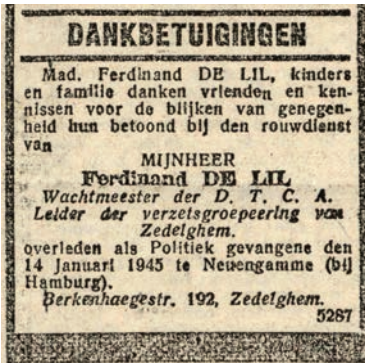 DANKBETUIGINGEN
Mad. Ferdinand DE LIL, kinders
en familie danken vrienden en ken-
nissen voor de blijken van genegen-
heid hun betoond bij den rouwdienst
van
MIJNHEER
Ferdinand DE LIL
Wachtmeester der D. T. C. A.
Leider der verzetsgroepeering van
Zedelghem.
overleden als Politiek gevangene den
14 Januari 1945 te Neuengamme (bij
Hamburg).
Berkenhaegestr. 192, Zedelghem.
5287